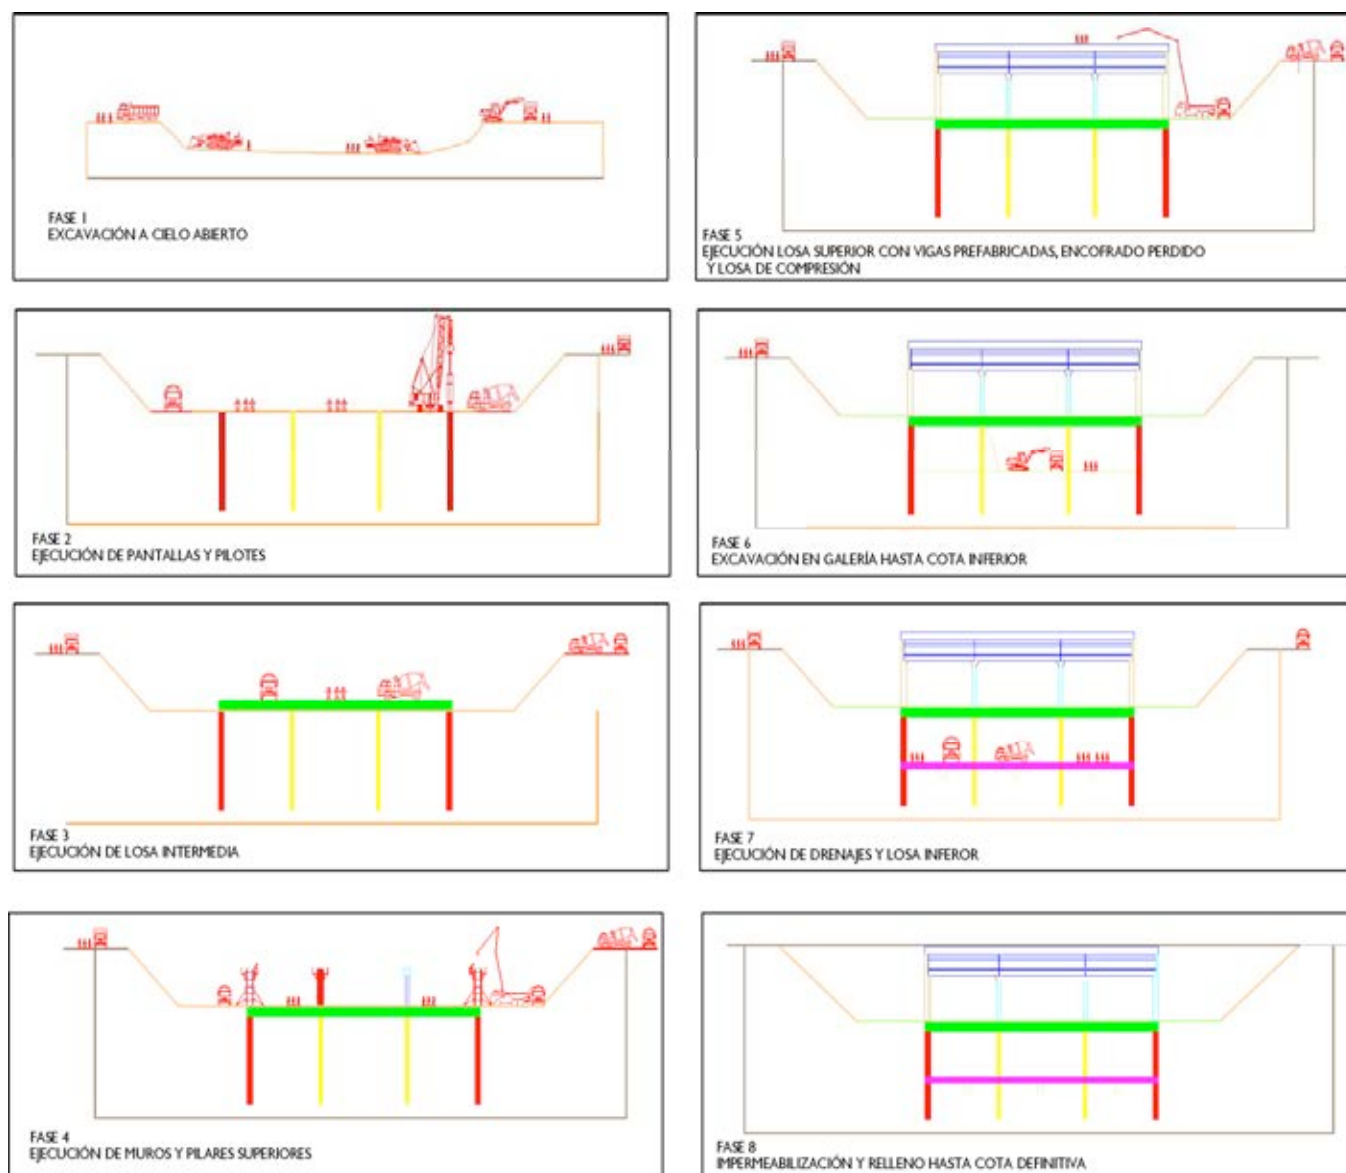 FASE 1
EXCAVACIÓN A CIELO ABIERTO
FASE 2
EJECUCIÓN DE PANTALLAS Y PILOTES
FASE 3
EJECUCIÓN DE LOSA INTERMEDIA
FASE 4
EJECUCIÓN DE MUROS Y PILARES SUPERIORES
FASE 5
EJECUCIÓN LOSA SUPERIOR CON VIGAS PREFABRICADAS, ENCOFRADO PERDIDO
Y LOSA DE COMPRESIÓN
FASE 6
EXCAVACIÓN EN GALERÍA HASTA COTA INFERIOR
FASE 7
EJECUCIÓN DE DRENAJES Y LOSA INFEROR
FASE 8
IMPERMEABILIZACIÓN Y RELLENO HASTA COTA DEFINITIVA